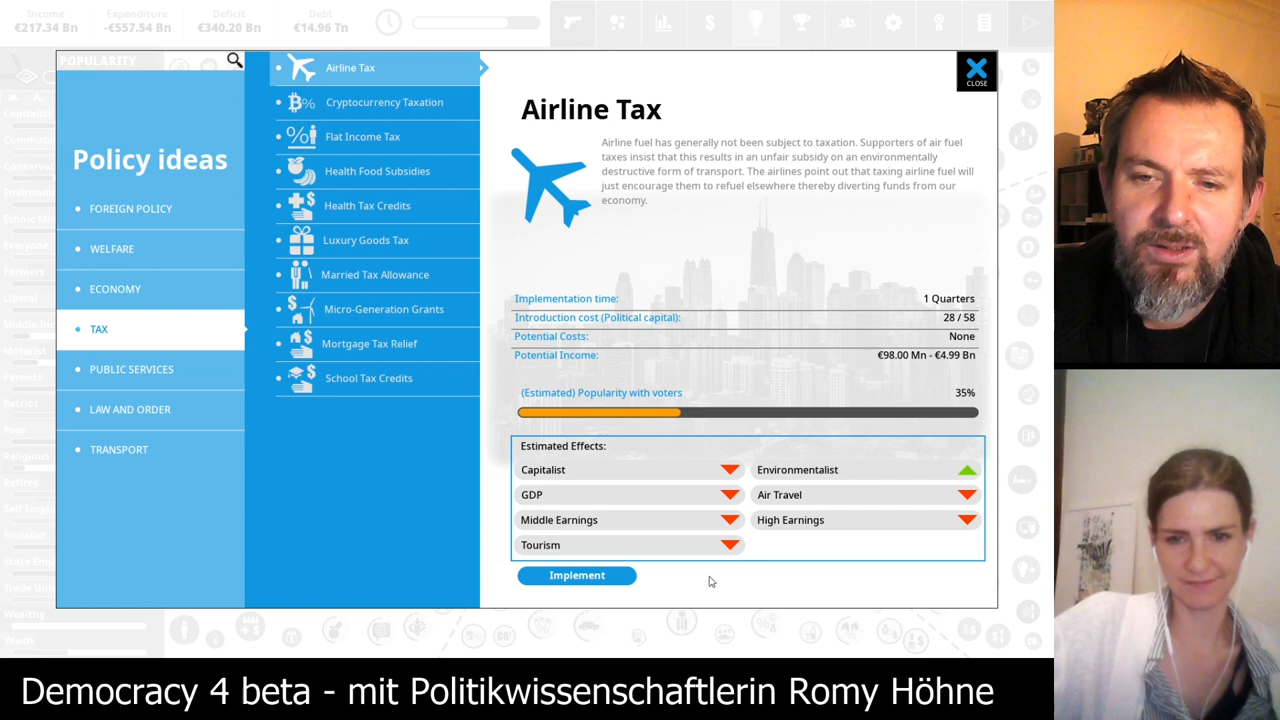 Income
€217.34 Bn
Expenditure
-€557.54 Bn
Deficit
€340.20 Bn
Debt
€14.96 Tn
POPULARITY
Policy ideas
FOREIGN POLICY
WELFARE
ECONOMY
TAX
PUBLIC SERVICES
LAW AND ORDER
TRANSPORT
Airline Tax
Cryptocurrency Taxation
Flat Income Tax
Health Food Subsidies
Health Tax Credits
Luxury Goods Tax
Married Tax Allowance
Micro-Generation Grants
Mortgage Tax Relief
School Tax Credits
CLOSE
Airline Tax
Airline fuel has generally not been subject to taxation. Supporters of air fuel
taxes insist that this results in an unfair subsidy on an environmentally
destructive form of transport. The airlines point out that taxing airline fuel will
just encourage them to refuel elsewhere thereby diverting funds from our
economy.
Implementation time: 1 Quarters
Introduction cost (Political capital): 28 / 58
Potential Costs: None
Potential Income: €98.00 Mn - €4.99 Bn
(Estimated) Popularity with voters 35%
Estimated Effects:
Capitalist Environmentalist
GDP Air Travel
Middle Earnings High Earnings
Tourism
Implement
Wealthy
Youth
Democracy 4 beta - mit Politikwissenschaftlerin Romy Höhne